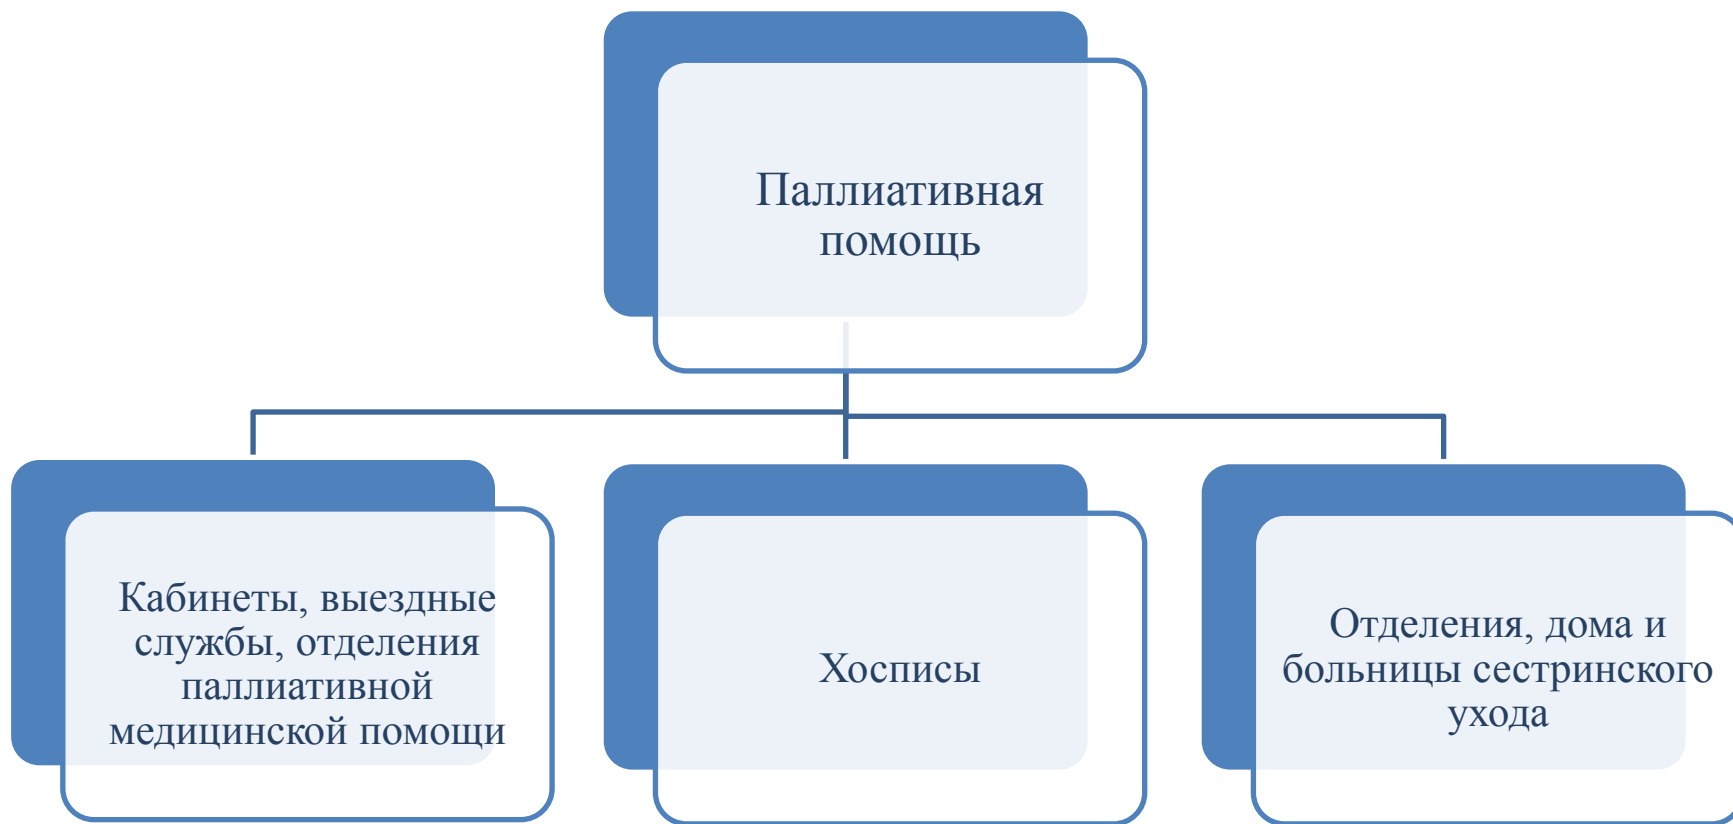 Паллиативная
помощь
Кабинеты, выездные
службы, отделения
паллиативной
медицинской помощи
Хосписы
Отделения, дома и
больницы сестринского
ухода